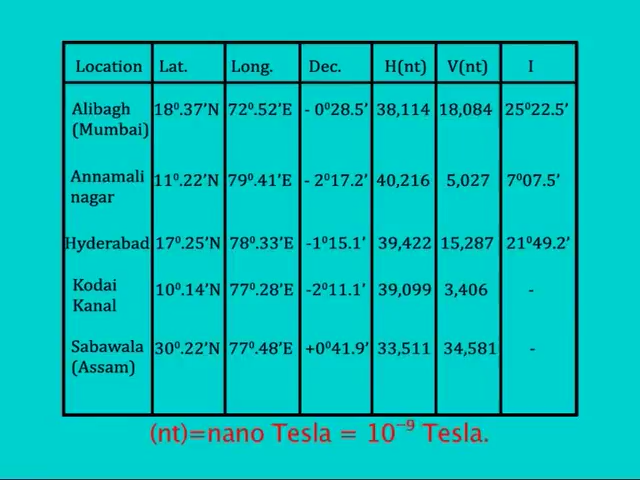 Location Lat. Long. Dec. H(nt) V(nt) I
Alibagh (Mumbai) 18⁰.37'N 72⁰.52'E - 0⁰28.5' 38,114 18,084 25⁰22.5'
Annamali nagar 11⁰.22'N 79⁰.41'E - 2⁰17.2' 40,216 5,027 7⁰07.5'
Hyderabad 17⁰.25'N 78⁰.33'E -1⁰15.1' 39,422 15,287 21⁰49.2'
Kodai Kanal 10⁰.14'N 77⁰.28'E -2⁰11.1' 39,099 3,406 -
Sabawala (Assam) 30⁰.22'N 77⁰.48'E +0⁰41.9' 33,511 34,581 -
(nt)=nano Tesla = 10⁻⁹ Tesla.